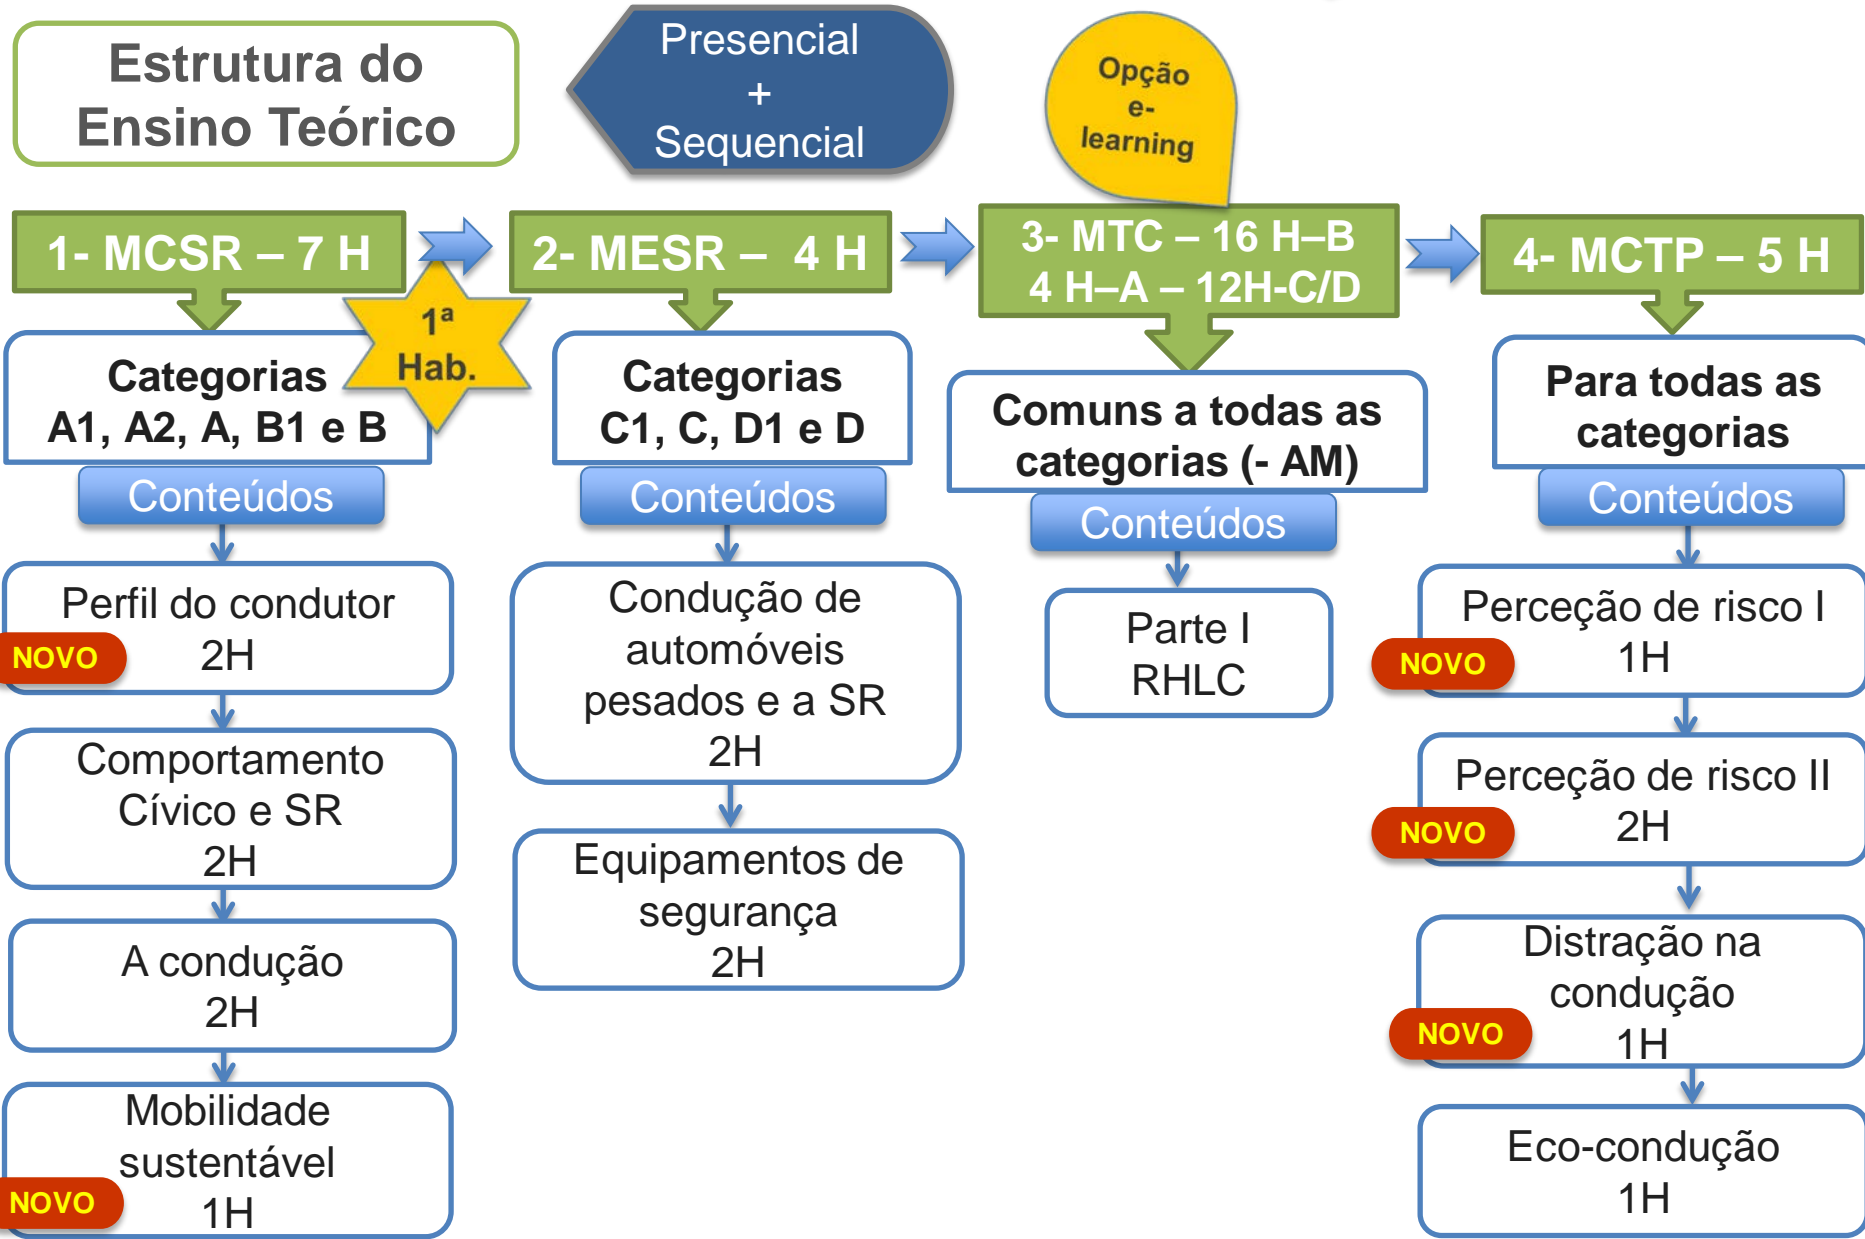 Estrutura do
Ensino Teórico
Presencial
+
Sequencial
Opção
e-
learning
1- MCSR – 7 H
1ª
Hab.
Categorias
A1, A2, A, B1 e B
Conteúdos
Perfil do condutor
2H
NOVO
Comportamento
Cívico e SR
2H
A condução
2H
Mobilidade
sustentável
1H
NOVO
2- MESR – 4 H
Categorias
C1, C, D1 e D
Conteúdos
Condução de
automóveis
pesados e a SR
2H
Equipamentos de
segurança
2H
3- MTC – 16 H–B
4 H–A – 12H-C/D
Comuns a todas as
categorias (- AM)
Conteúdos
Parte I
RHLC
4- MCTP – 5 H
Para todas as
categorias
Conteúdos
Perceção de risco I
1H
NOVO
Perceção de risco II
2H
NOVO
Distração na
condução
1H
NOVO
Eco-condução
1H